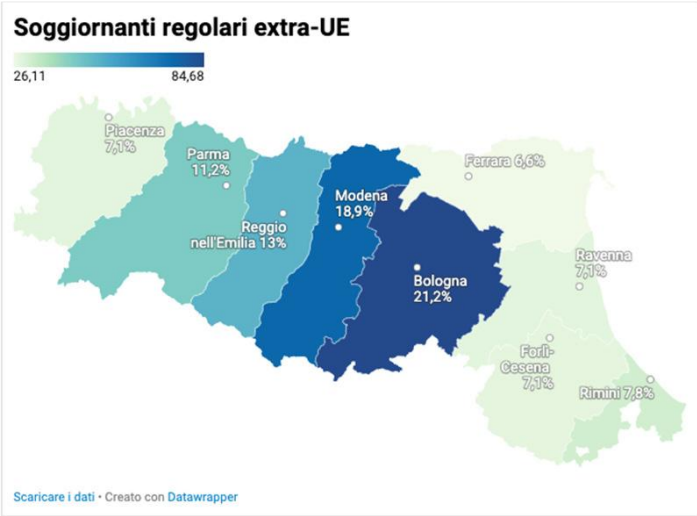 Soggiornanti regolari extra-UE
26,11
84,68
Piacenza
7,1%
Parma
11,2%
Reggio
nell'Emilia 13%
Modena
18,9%
Bologna
21,2%
Ferrara 6,6%
Ravenna
7,1%
Forlì-
Cesena
7,1%
Rimini 7,8%
Scaricare i dati • Creato con Datawrapper